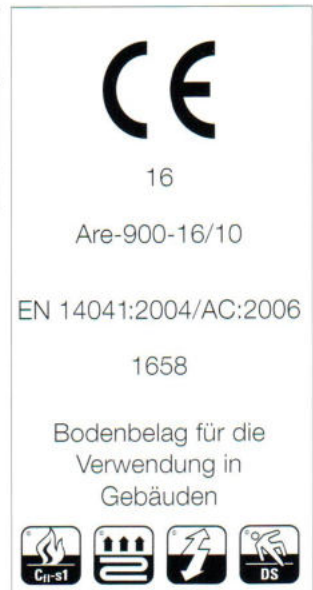 CE
16
Are-900-16/10
EN 14041:2004/AC:2006
1658
Bodenbelag für die
Verwendung in
Gebäuden
Cfl-s1
DS